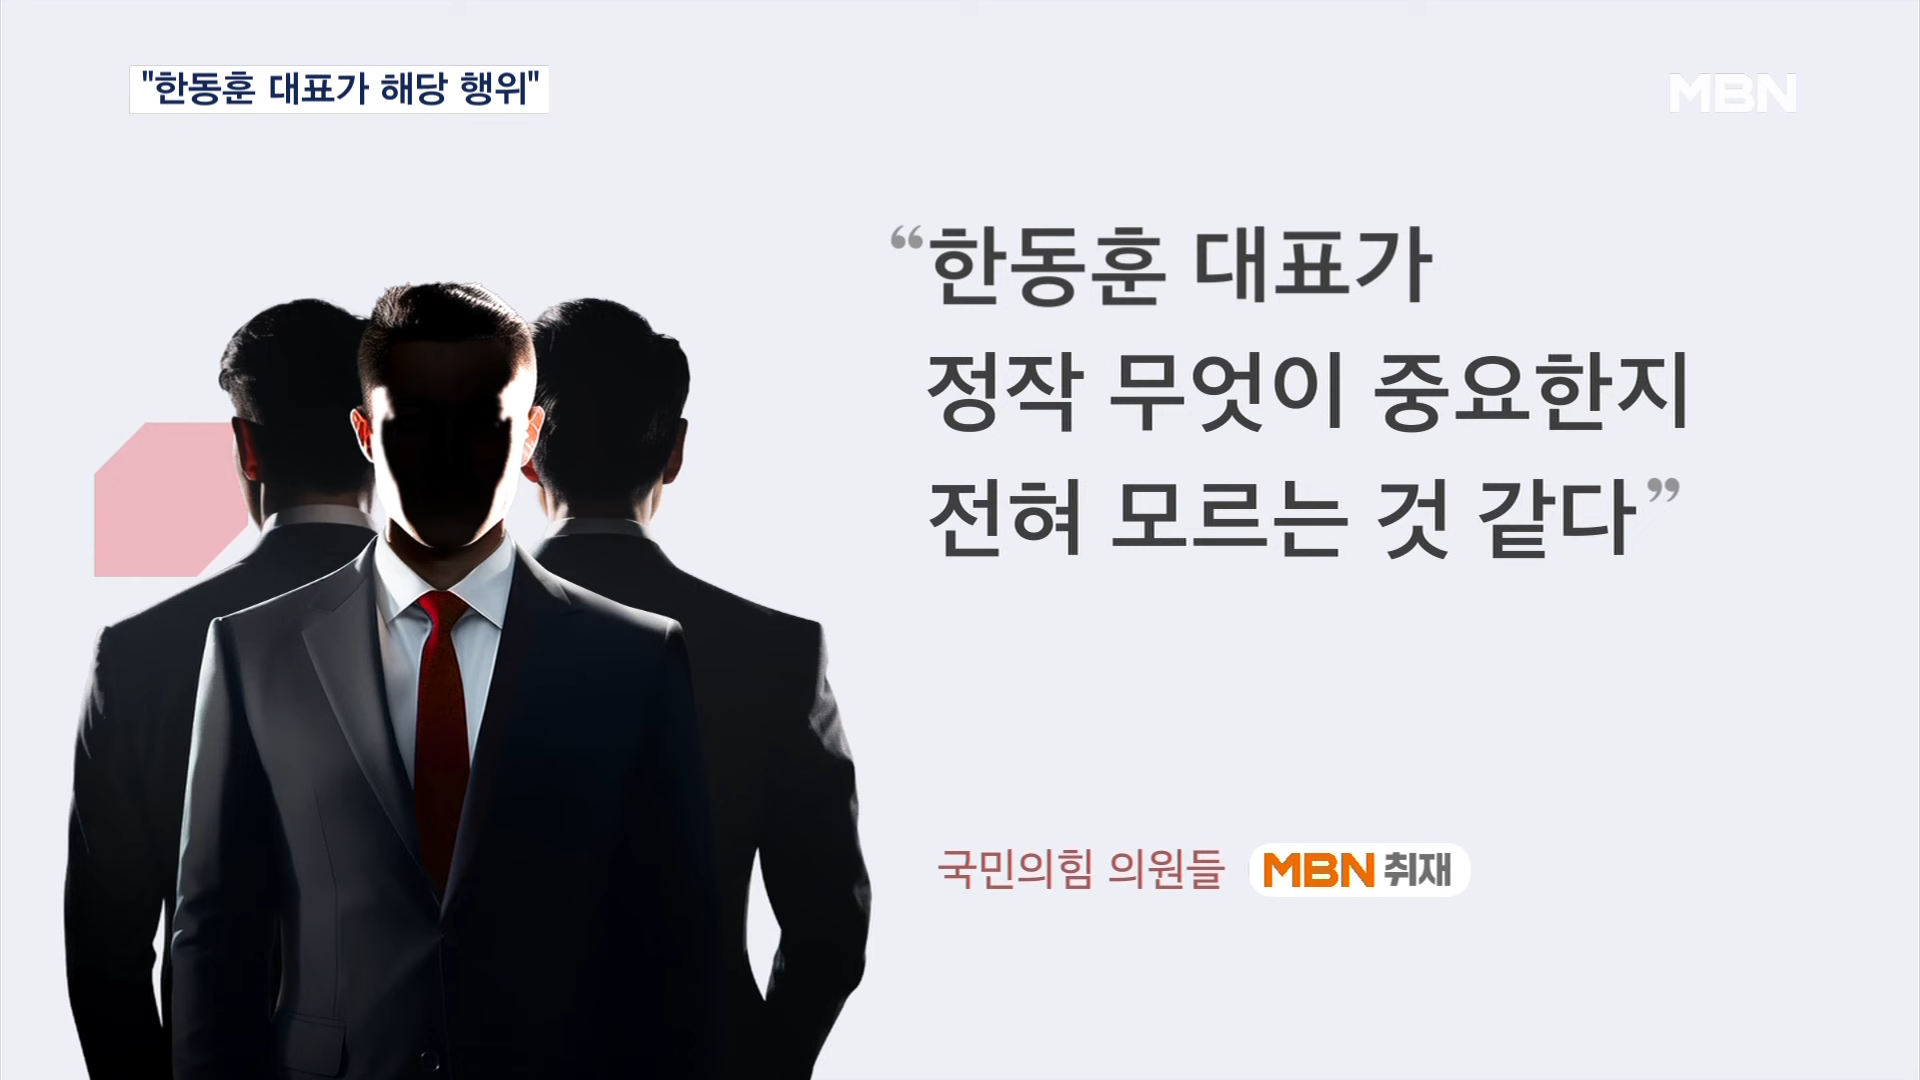 "한동훈 대표가 해당 행위"
MBN
“한동훈 대표가
정작 무엇이 중요한지
전혀 모르는 것 같다”
국민의힘 의원들 MBN 취재